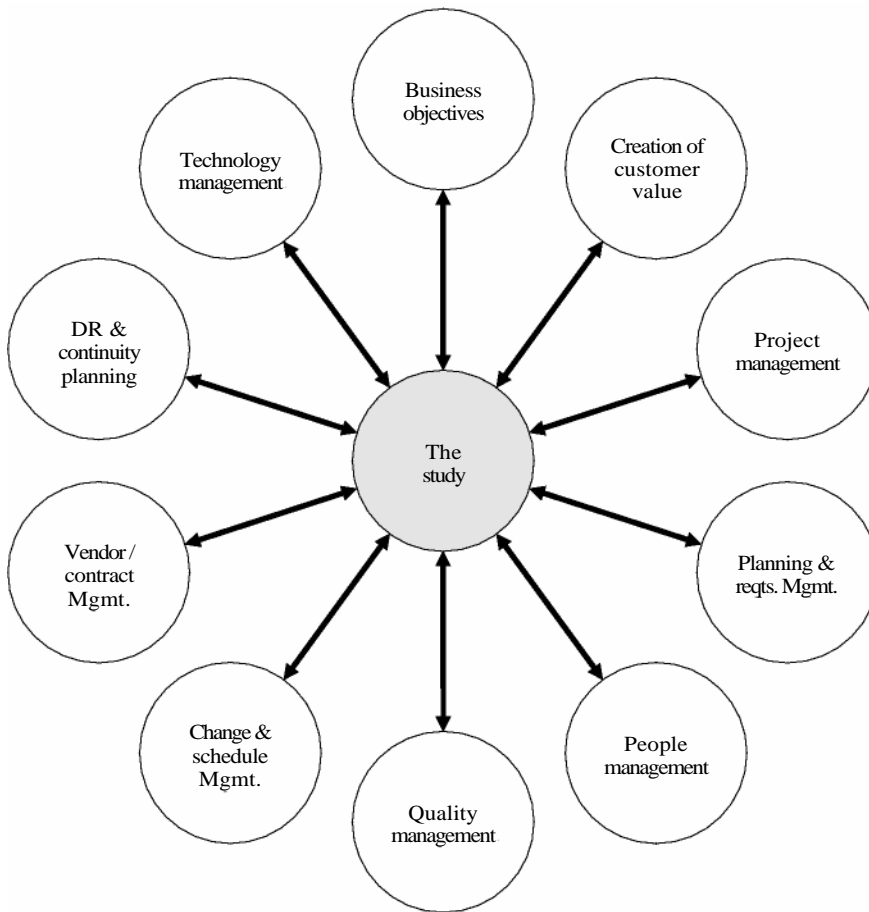 Business
objectives
Creation of
customer
value
Project
management
Planning &
reqts. Mgmt.
People
management
Quality
management
Change &
schedule
Mgmt.
Vendor /
contract
Mgmt.
DR &
continuity
planning
Technology
management
The
study